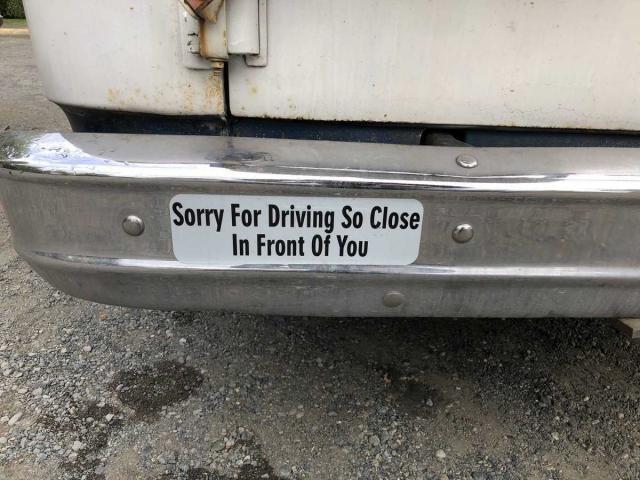 Sorry For Driving So Close
In Front Of You